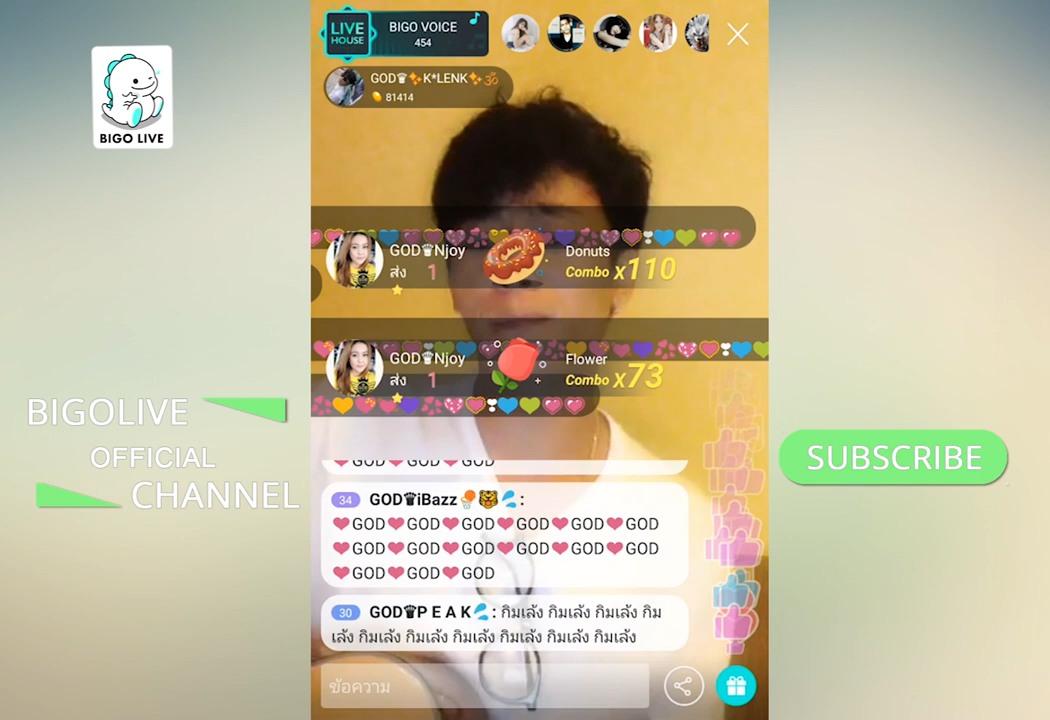 LIVE
HOUSE
BIGO VOICE
454
GOD♛✨K*LENK✨ॐ
81414
BIGO LIVE
GOD♛Njoy
ส่ง 1
Donuts
Combo x110
GOD♛Njoy
ส่ง 1
Flower
Combo x73
BIGOLIVE
OFFICIAL
CHANNEL
SUBSCRIBE
❤GOD❤GOD❤GOD
34 GOD♛iBazz🏀🐯💦:
❤GOD❤GOD❤GOD❤GOD❤GOD❤GOD
❤GOD❤GOD❤GOD❤GOD❤GOD❤GOD
❤GOD❤GOD❤GOD
30 GOD♛P E A K💦: กิมเล้ง กิมเล้ง กิมเล้ง กิม
เล้ง กิมเล้ง กิมเล้ง กิมเล้ง กิมเล้ง กิมเล้ง กิมเล้ง
ข้อความ